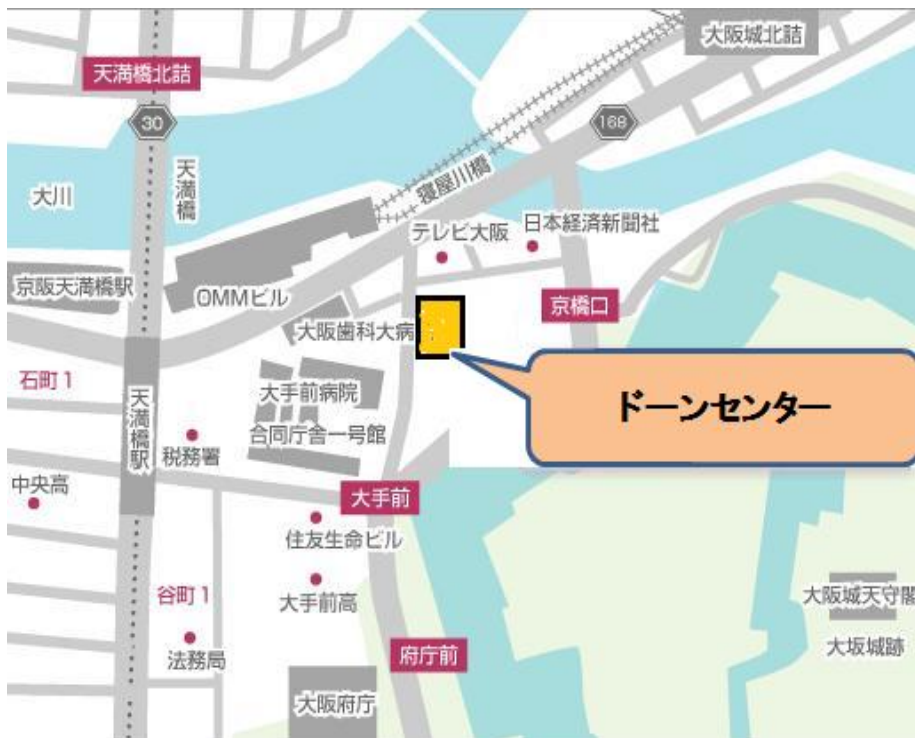 大阪城北詰
天満橋北詰
30
168
天満橋
寝屋川橋
大川
テレビ大阪
日本経済新聞社
京阪天満橋駅
OMMビル
京橋口
大阪歯科大病
石町1
天満橋駅
大手前病院
ドーンセンター
合同庁舎一号館
税務署
中央高
大手前
住友生命ビル
谷町1
大手前高
大阪城天守閣
法務局
府庁前
大坂城跡
大阪府庁